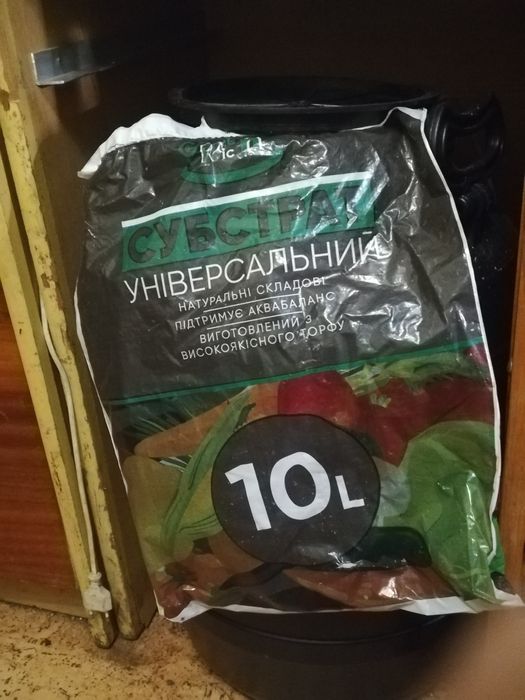 СУБСТРАТ
УНІВЕРСАЛЬНИЙ
НАТУРАЛЬНІ СКЛАДОВІ
ПІДТРИМУЄ АКВАБАЛАНС
ВИГОТОВЛЕНИЙ З
ВИСОКОЯКІСНОГО ТОРФУ
10L